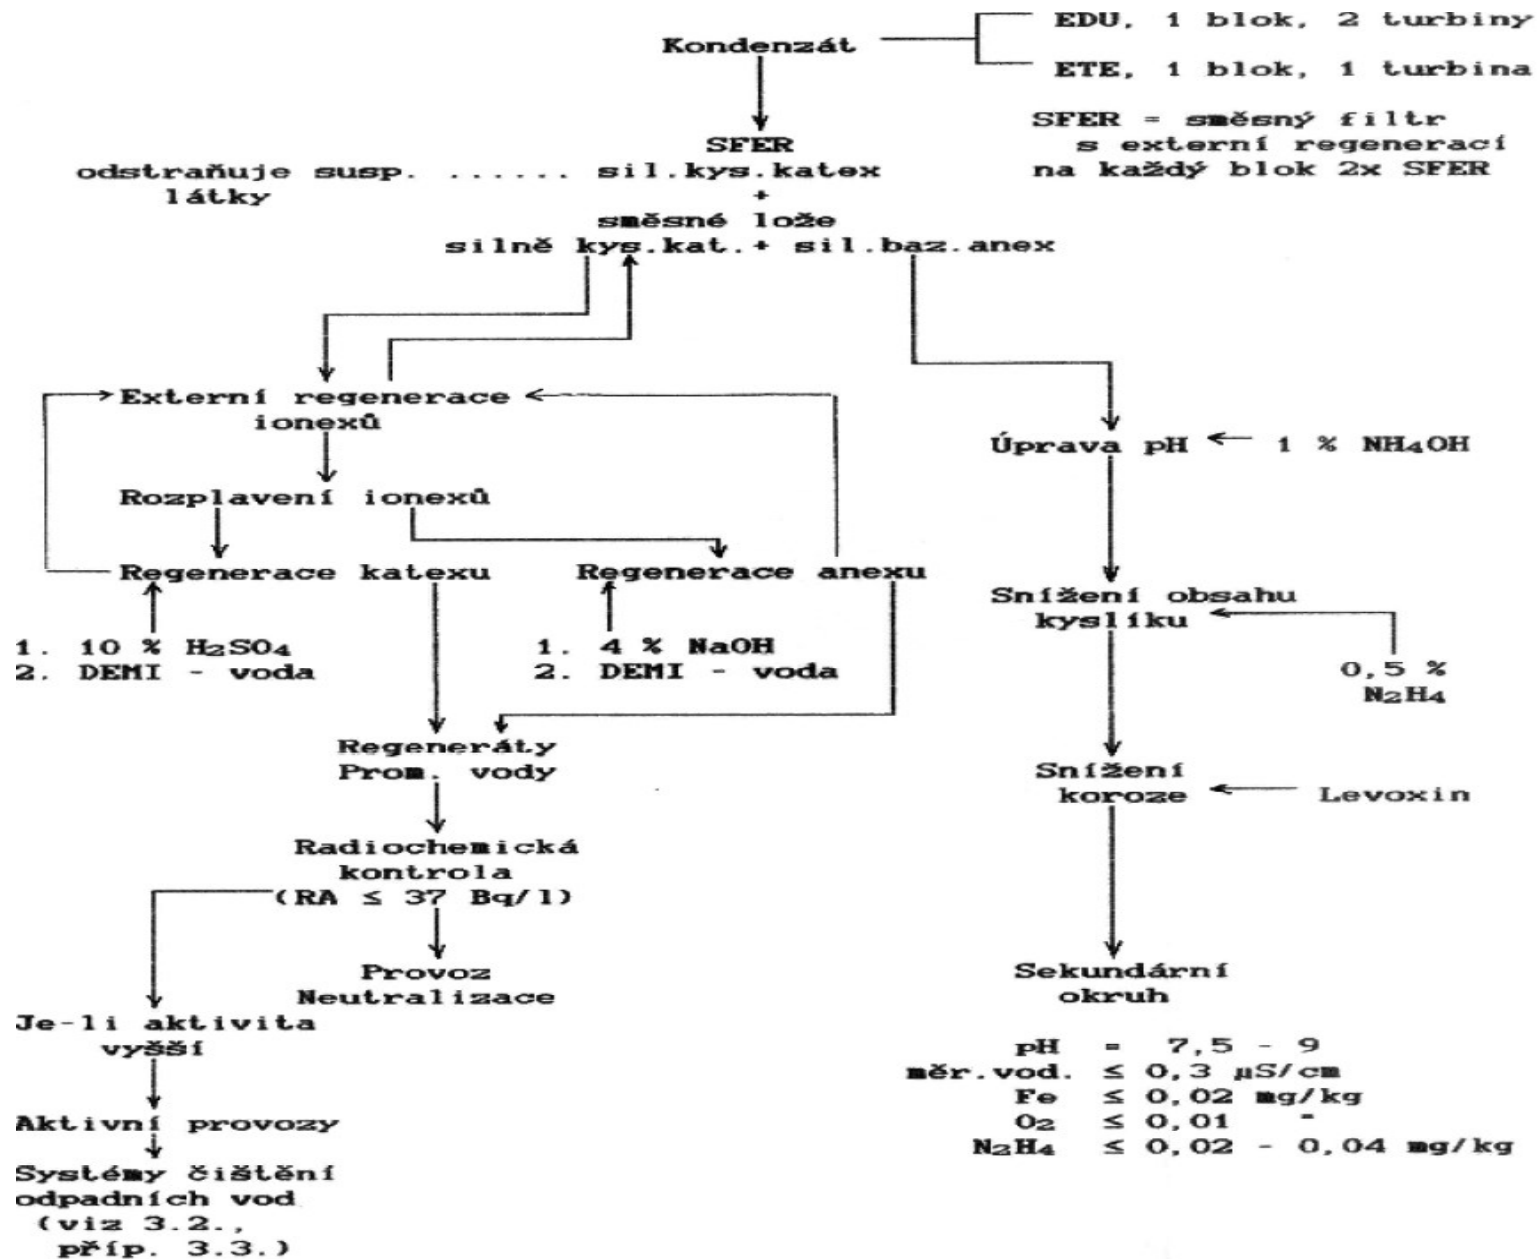 Kondenzát
EDU, 1 blok, 2 turbiny
ETE, 1 blok, 1 turbina
SFER = směsný filtr
s externí regenerací
na každý blok 2x SFER
SFER
odstraňuje susp. ...... sil.kys.katex
látky
+
směsné lože
silně kys.kat.+ sil.baz.anex
Externí regenerace
ionexů
Rozplavení ionexů
Regenerace katexu
Regenerace anexu
1. 10 % H₂SO₄
2. DEMI - voda
1. 4 % NaOH
2. DEMI - voda
Regeneráty
Prom. vody
Radiochemická
kontrola
(RA ≤ 37 Bq/l)
Provoz
Neutralizace
Je-li aktivita
vyšší
Aktivní provozy
Systémy čištění
odpadních vod
(viz 3.2.,
příp. 3.3.)
Úprava pH
1 % NH₄OH
Snížení obsahu
kyslíku
0,5 %
N₂H₄
Snížení
koroze
Levoxin
Sekundární
okruh
pH = 7,5 - 9
měr.vod. ≤ 0,3 µS/cm
Fe ≤ 0,02 mg/kg
O₂ ≤ 0,01 "
N₂H₄ ≤ 0,02 - 0,04 mg/kg